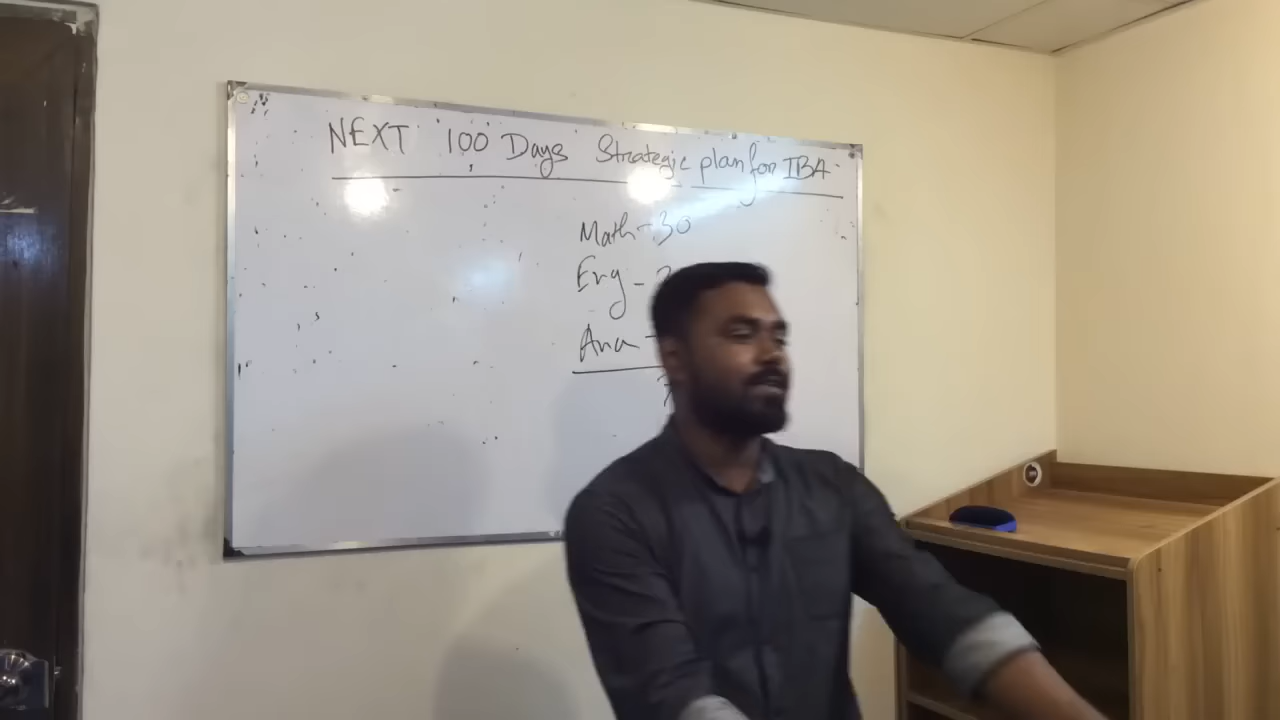 NEXT 100 Days Strategic plan for IBA
Math - 30
Eng -
Ana -